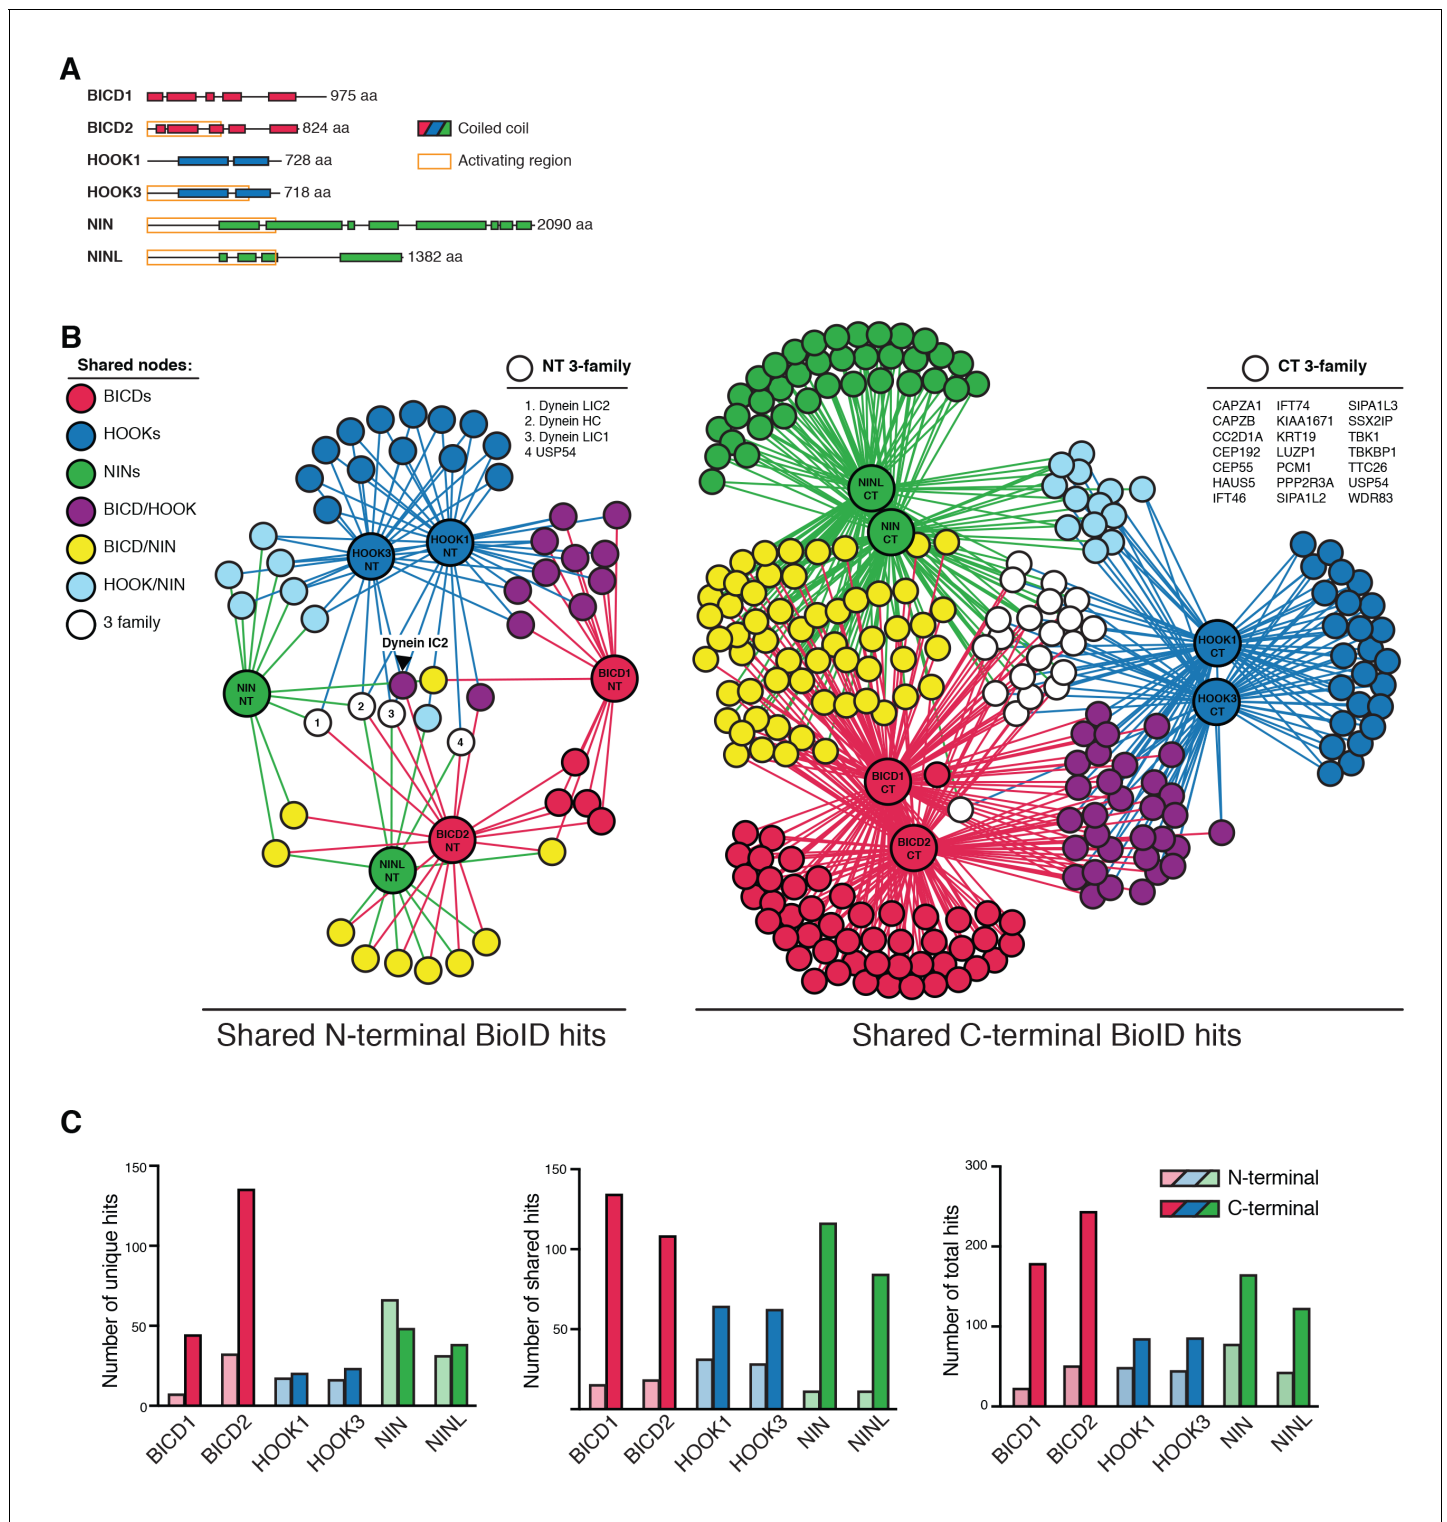 A
BICD1 975 aa
BICD2 824 aa
HOOK1 728 aa
HOOK3 718 aa
NIN 2090 aa
NINL 1382 aa
Coiled coil
Activating region
B
Shared nodes:
BICDs
HOOKs
NINs
BICD/HOOK
BICD/NIN
HOOK/NIN
3 family
NT 3-family
1. Dynein LIC2
2. Dynein HC
3. Dynein LIC1
4 USP54
HOOK3 NT
HOOK1 NT
Dynein IC2
NIN NT
BICD1 NT
1
2
3
4
BICD2 NT
NINL NT
Shared N-terminal BioID hits
CT 3-family
CAPZA1 IFT74 SIPA1L3
CAPZB KIAA1671 SSX2IP
CC2D1A KRT19 TBK1
CEP192 LUZP1 TBKBP1
CEP55 PCM1 TTC26
HAUS5 PPP2R3A USP54
IFT46 SIPA1L2 WDR83
NINL CT
NIN CT
HOOK1 CT
HOOK3 CT
BICD1 CT
BICD2 CT
Shared C-terminal BioID hits
C
Number of unique hits
150
100
50
0
BICD1 BICD2 HOOK1 HOOK3 NIN NINL
Number of shared hits
150
100
50
BICD1 BICD2 HOOK1 HOOK3 NIN NINL
Number of total hits
300
200
100
0
BICD1 BICD2 HOOK1 HOOK3 NIN NINL
N-terminal
C-terminal